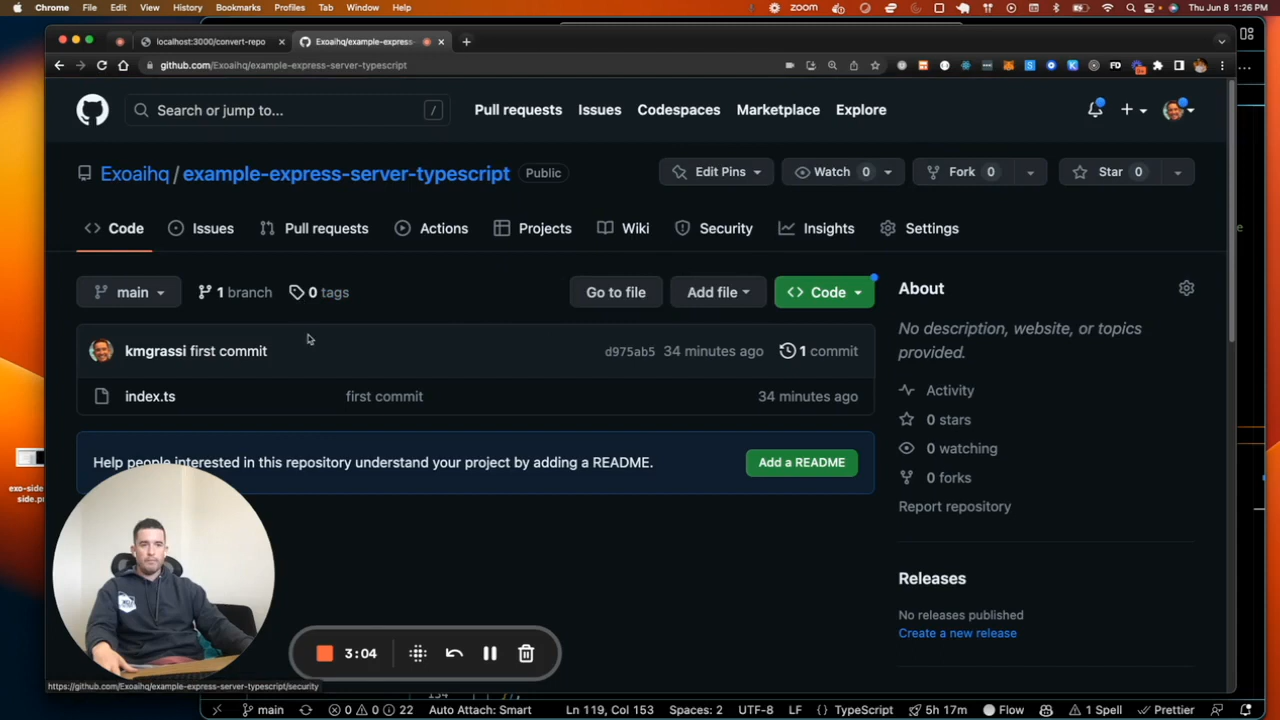 Chrome File Edit View History Bookmarks Profiles Tab Window Help zoom Thu Jun 8 1:26 PM
localhost:3000/convert-repo Exoaihq/example-express-
github.com/Exoaihq/example-express-server-typescript
Search or jump to... / Pull requests Issues Codespaces Marketplace Explore
Exoaihq / example-express-server-typescript Public Edit Pins Watch 0 Fork 0 Star 0
Code Issues Pull requests Actions Projects Wiki Security Insights Settings
main 1 branch 0 tags Go to file Add file Code
kmgrassi first commit d975ab5 34 minutes ago 1 commit
index.ts first commit 34 minutes ago
Help people interested in this repository understand your project by adding a README. Add a README
About
No description, website, or topics
provided.
Activity
0 stars
0 watching
0 forks
Report repository
Releases
No releases published
Create a new release
exo-side
side.p
3:04
https://github.com/Exoaihq/example-express-server-typescript/security
134
main 0 0 22 Auto Attach: Smart Ln 119, Col 153 Spaces: 2 UTF-8 LF {} TypeScript 5h 17m Flow 1 Spell Prettier